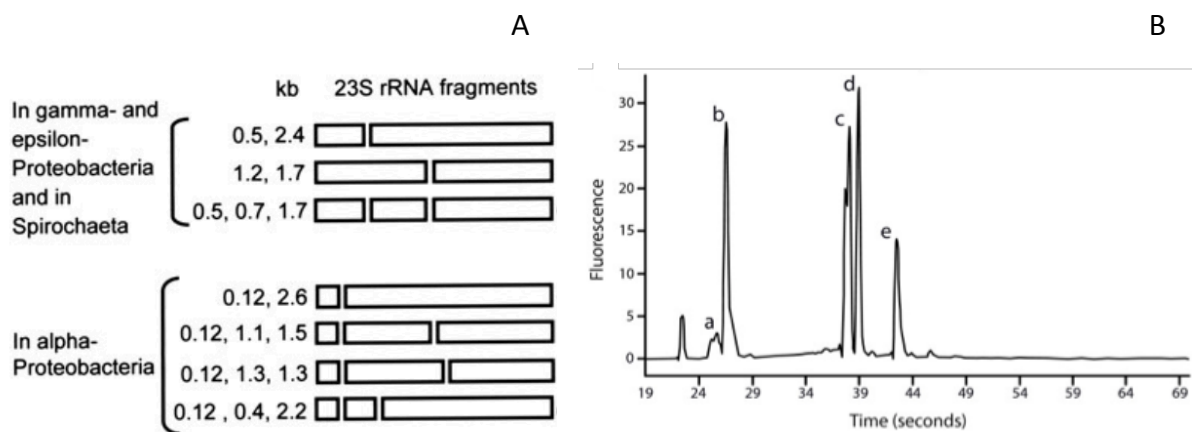 A
kb 23S rRNA fragments
In gamma- and
epsilon-
Proteobacteria
and in
Spirochaeta
0.5, 2.4
1.2, 1.7
0.5, 0.7, 1.7
In alpha-
Proteobacteria
0.12, 2.6
0.12, 1.1, 1.5
0.12, 1.3, 1.3
0.12 , 0.4, 2.2
B
Fluorescence
30
25
20
15
10
5
0
a
b
c
d
e
19 24 29 34 39 44 49 54 59 64 69
Time (seconds)